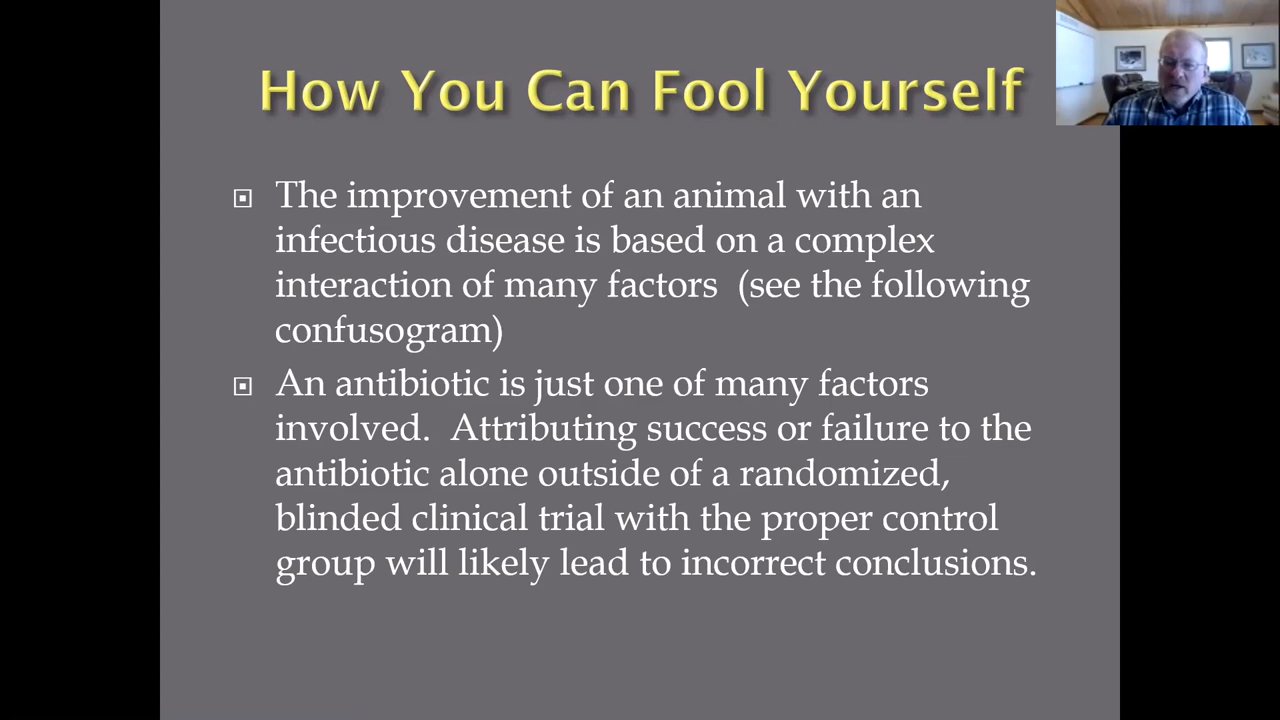 How You Can Fool Yourself
The improvement of an animal with an
infectious disease is based on a complex
interaction of many factors  (see the following
confusogram)
An antibiotic is just one of many factors
involved.  Attributing success or failure to the
antibiotic alone outside of a randomized,
blinded clinical trial with the proper control
group will likely lead to incorrect conclusions.